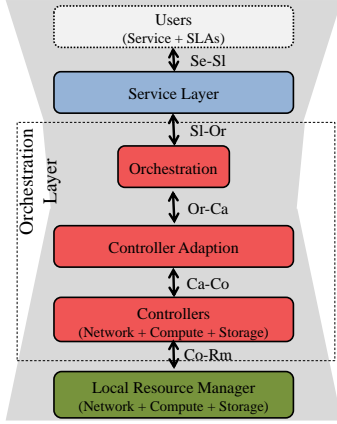 Users
(Service + SLAs)
Se-Sl
Service Layer
Sl-Or
Orchestration
Layer
Orchestration
Or-Ca
Controller Adaption
Ca-Co
Controllers
(Network + Compute + Storage)
Co-Rm
Local Resource Manager
(Network + Compute + Storage)